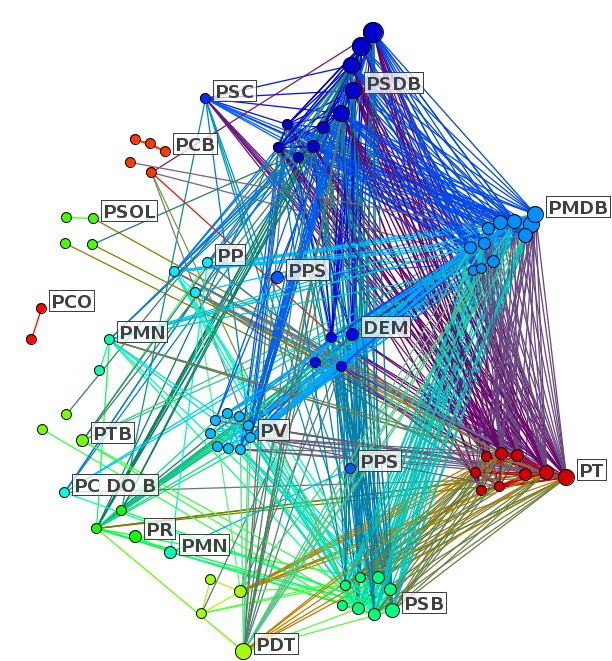 PSDB
PSC
PCB
PSOL
PMDB
PP
PPS
PCO
PMN
DEM
PTB
PV
PPS
PT
PC DO B
PR
PMN
PSB
PDT